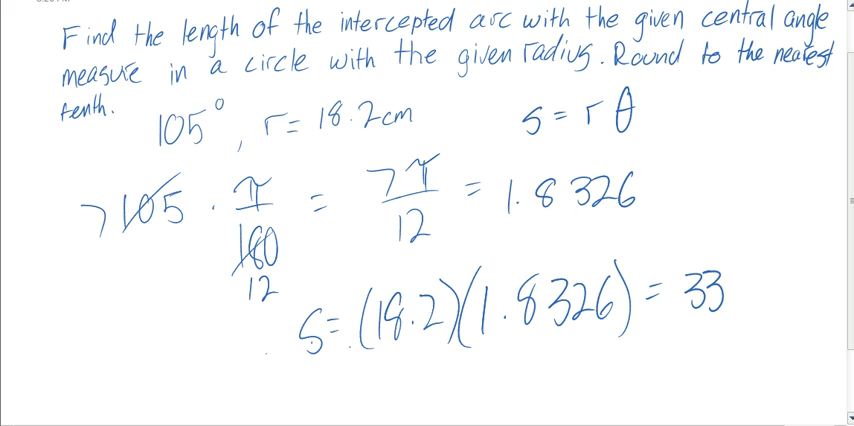 Find the length of the intercepted arc with the given central angle
measure in a circle with the given radius. Round to the nearest
tenth.
105°, r = 18.2cm s = r θ
7 105 · π/180 12 = 7π/12 = 1.8326
s = (18.2)(1.8326) = 33